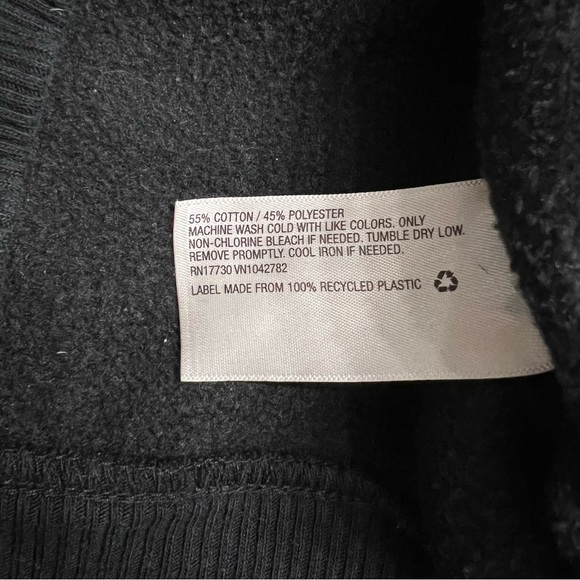 55% COTTON / 45% POLYESTER
MACHINE WASH COLD WITH LIKE COLORS. ONLY
NON-CHLORINE BLEACH IF NEEDED. TUMBLE DRY LOW.
REMOVE PROMPTLY. COOL IRON IF NEEDED.
RN17730 VN1042782
LABEL MADE FROM 100% RECYCLED PLASTIC